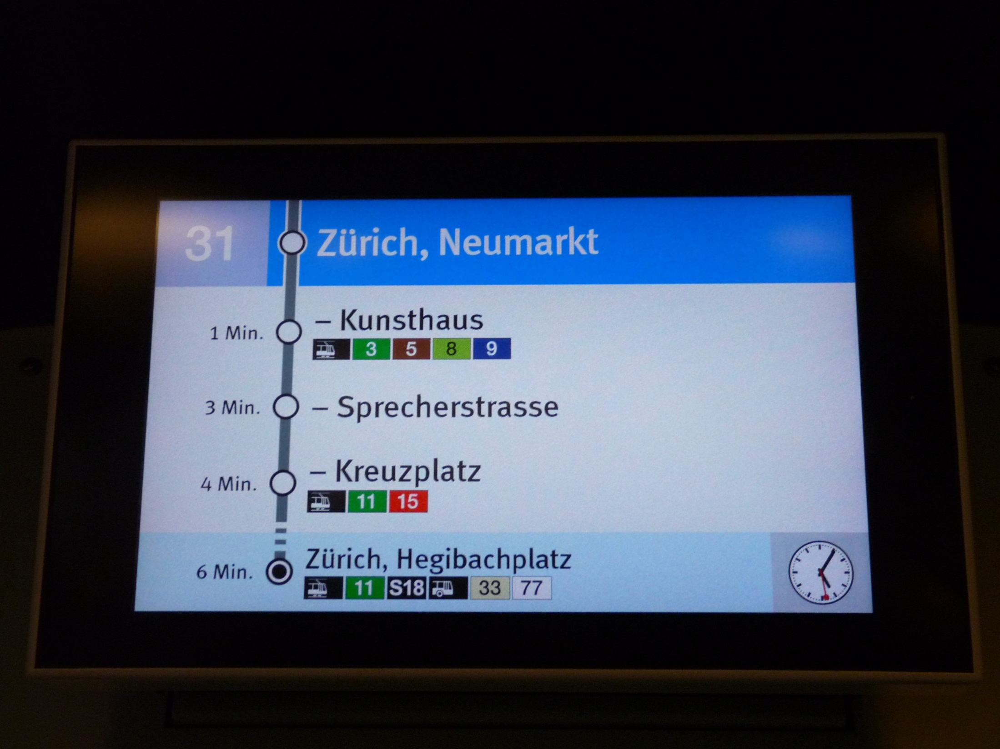 31 Zürich, Neumarkt
1 Min. – Kunsthaus
3 5 8 9
3 Min. – Sprecherstrasse
4 Min. – Kreuzplatz
11 15
6 Min. Zürich, Hegibachplatz
11 S18 33 77